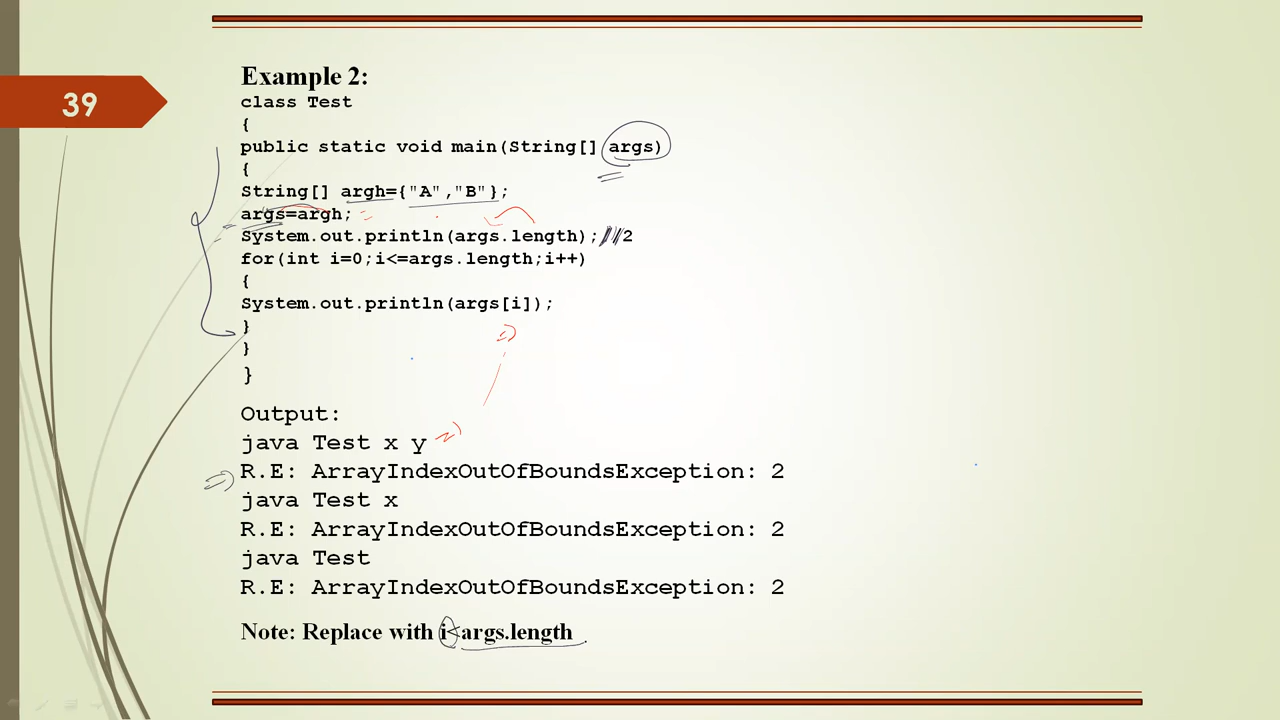 39
Example 2:
class Test
{
public static void main(String[] args)
{
String[] argh={"A","B"};
args=argh;
System.out.println(args.length);//2
for(int i=0;i<=args.length;i++)
{
System.out.println(args[i]);
}
}
}
Output:
java Test x y
R.E: ArrayIndexOutOfBoundsException: 2
java Test x
R.E: ArrayIndexOutOfBoundsException: 2
java Test
R.E: ArrayIndexOutOfBoundsException: 2
Note: Replace with i<args.length